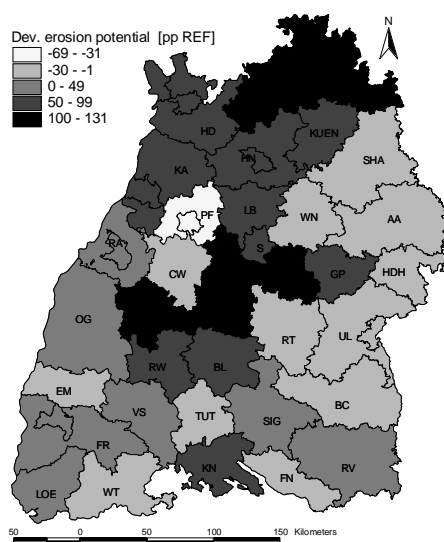 Dev. erosion potential [pp REF]
-69 - -31
-30 - -1
0 - 49
50 - 99
100 - 131
N
HD
KUEN
HN
SHA
KA
PF
LB
WN
AA
RA
S
CW
GP
HDH
OG
RT
UL
RW
BL
EM
VS
TUT
SIG
BC
FR
KN
FN
RV
LOE
WT
50 0 50 100 150 Kilometers